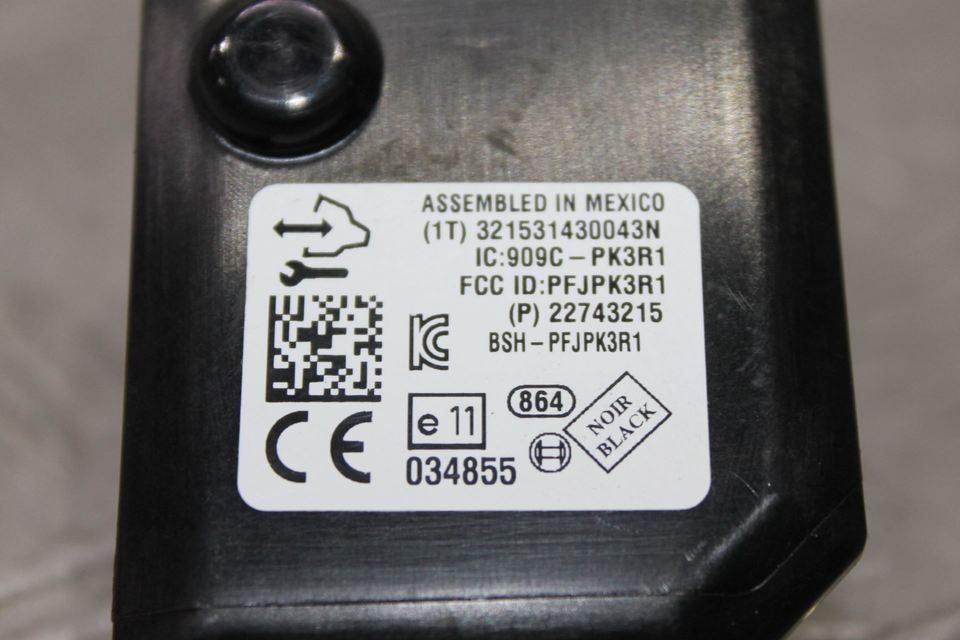 ASSEMBLED IN MEXICO
(1T) 321531430043N
IC:909C-PK3R1
FCC ID:PFJPK3R1
(P) 22743215
BSH-PFJPK3R1
CE
e 11
034855
864
NOIR
BLACK